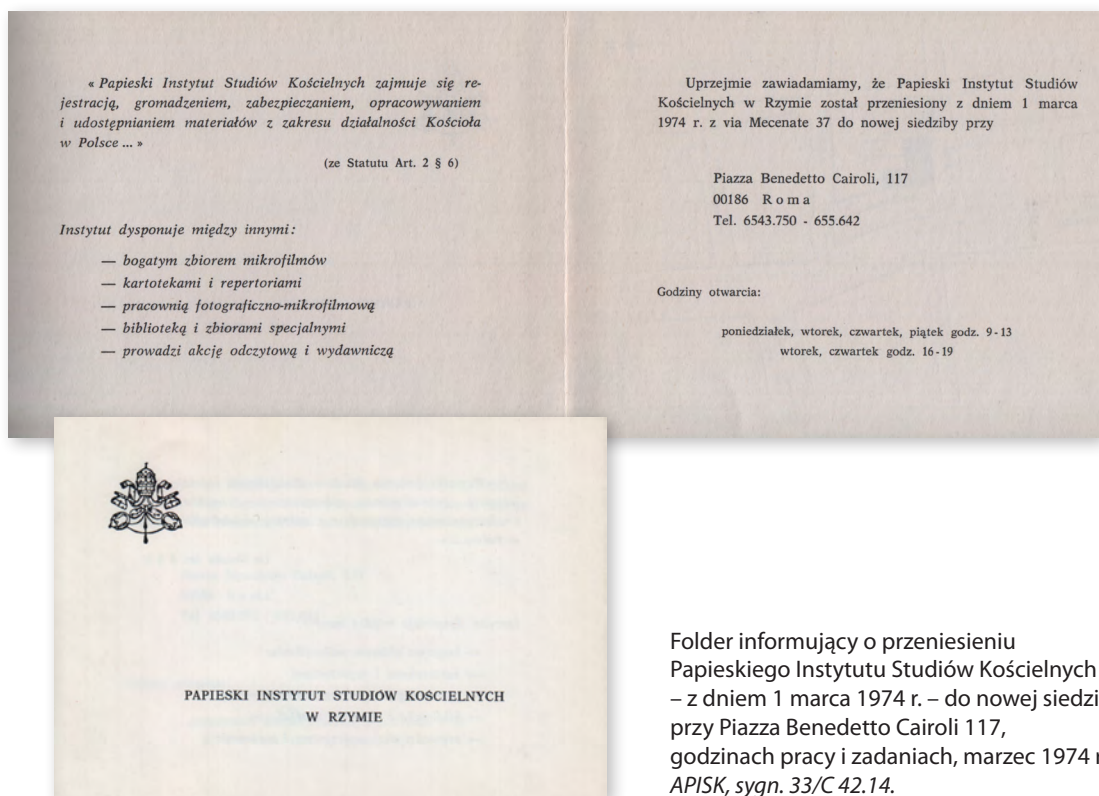 « Papieski Instytut Studiów Kościelnych zajmuje się re-
jestracją, gromadzeniem, zabezpieczaniem, opracowywaniem
i udostępnianiem materiałów z zakresu działalności Kościoła
w Polsce ... »
(ze Statutu Art. 2 § 6)
Instytut dysponuje między innymi:
— bogatym zbiorem mikrofilmów
— kartotekami i repertoriami
— pracownią fotograficzno-mikrofilmową
— biblioteką i zbiorami specjalnymi
— prowadzi akcję odczytową i wydawniczą
Uprzejmie zawiadamiamy, że Papieski Instytut Studiów
Kościelnych w Rzymie został przeniesiony z dniem 1 marca
1974 r. z via Mecenate 37 do nowej siedziby przy
Piazza Benedetto Cairoli, 117
00186 Roma
Tel. 6543.750 - 655.642
Godziny otwarcia:
poniedziałek, wtorek, czwartek, piątek godz. 9-13
wtorek, czwartek godz. 16-19
PAPIESKI INSTYTUT STUDIÓW KOŚCIELNYCH
W RZYMIE
Folder informujący o przeniesieniu
Papieskiego Instytutu Studiów Kościelnych
– z dniem 1 marca 1974 r. – do nowej siedzi
przy Piazza Benedetto Cairoli 117,
godzinach pracy i zadaniach, marzec 1974 r
APISK, sygn. 33/C 42.14.